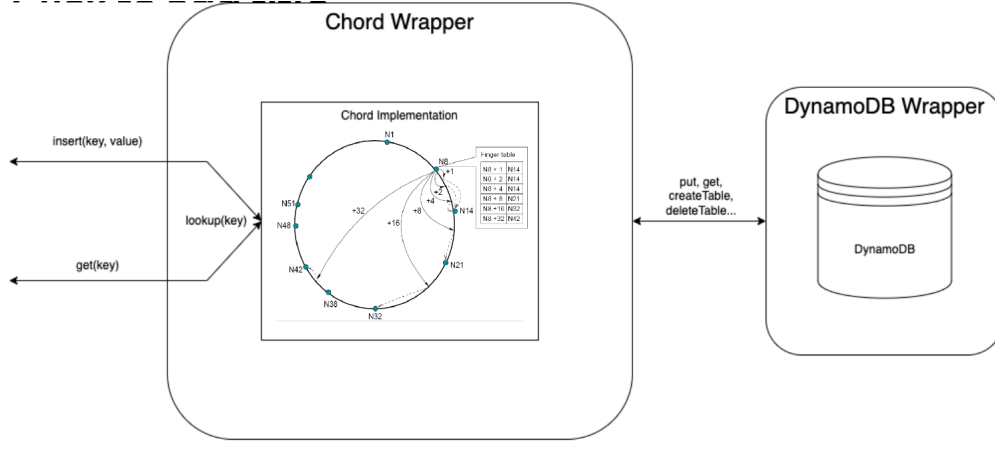 Chord Wrapper
Chord Implementation
N1
N8
Finger table
N8 + 1 N14
N8 + 2 N14
N8 + 4 N14
N8 + 8 N21
N8 +16 N32
N8 +32 N42
+1
+2
+4
+8
+16
+32
N14
N21
N32
N38
N42
N48
N51
insert(key, value)
lookup(key)
get(key)
put, get,
createTable,
deleteTable...
DynamoDB Wrapper
DynamoDB